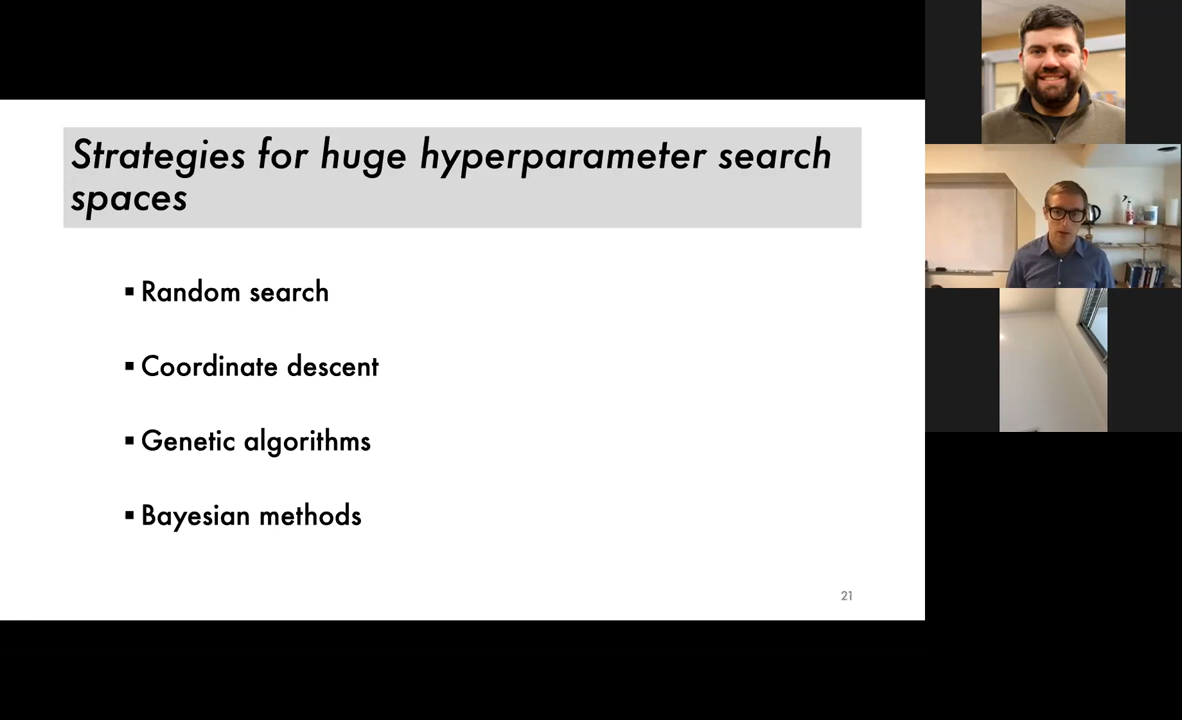 Strategies for huge hyperparameter search
spaces
▪ Random search
▪ Coordinate descent
▪ Genetic algorithms
▪ Bayesian methods
21